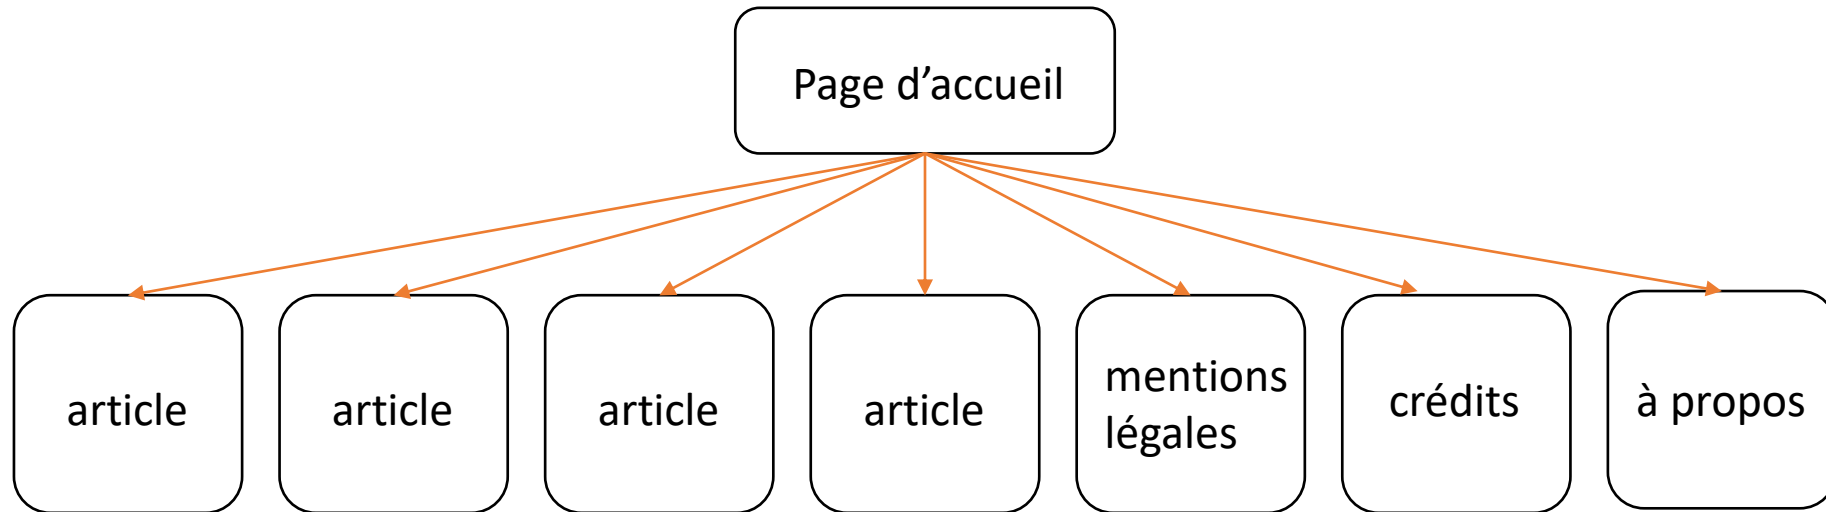 Page d’accueil
article
article
article
article
mentions
légales
crédits
à propos